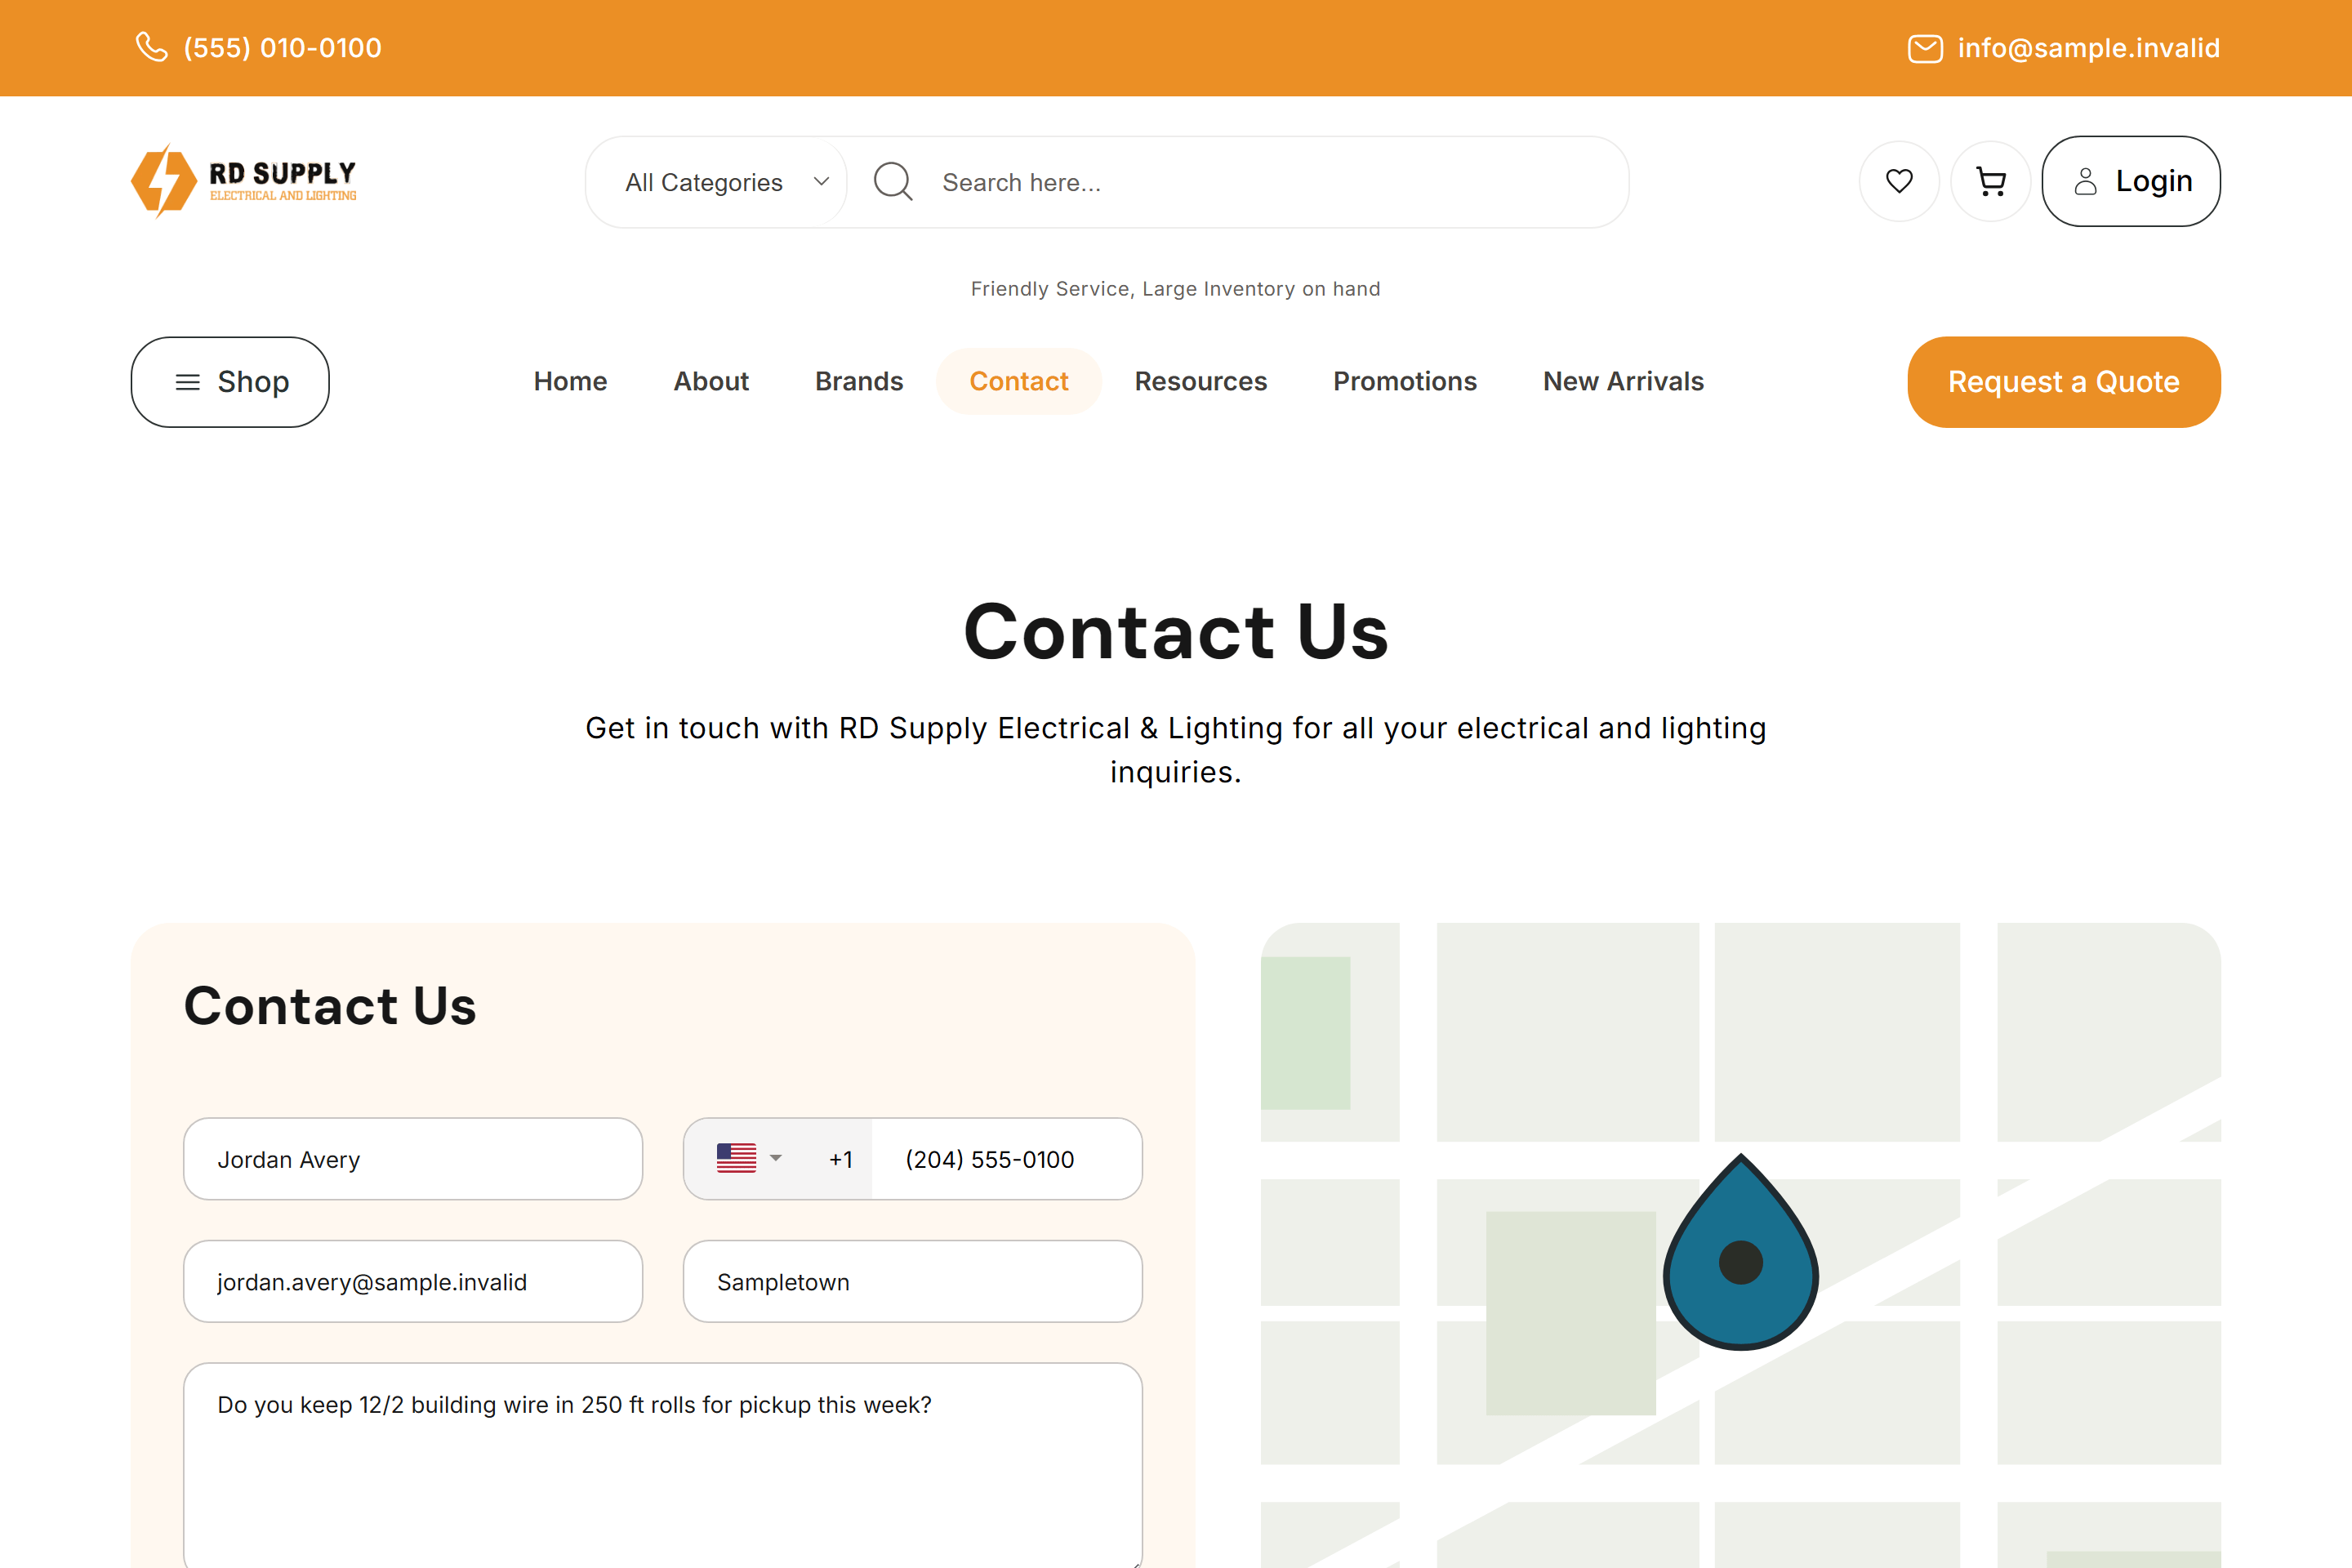 (555) 010-0100
info@sample.invalid
RD SUPPLY
ELECTRICAL AND LIGHTING
All Categories
Search here...
Login
Friendly Service, Large Inventory on hand
Shop
Home
About
Brands
Contact
Resources
Promotions
New Arrivals
Request a Quote
Contact Us
Get in touch with RD Supply Electrical & Lighting for all your electrical and lighting
inquiries.
Contact Us
Jordan Avery
+1
(204) 555-0100
jordan.avery@sample.invalid
Sampletown
Do you keep 12/2 building wire in 250 ft rolls for pickup this week?